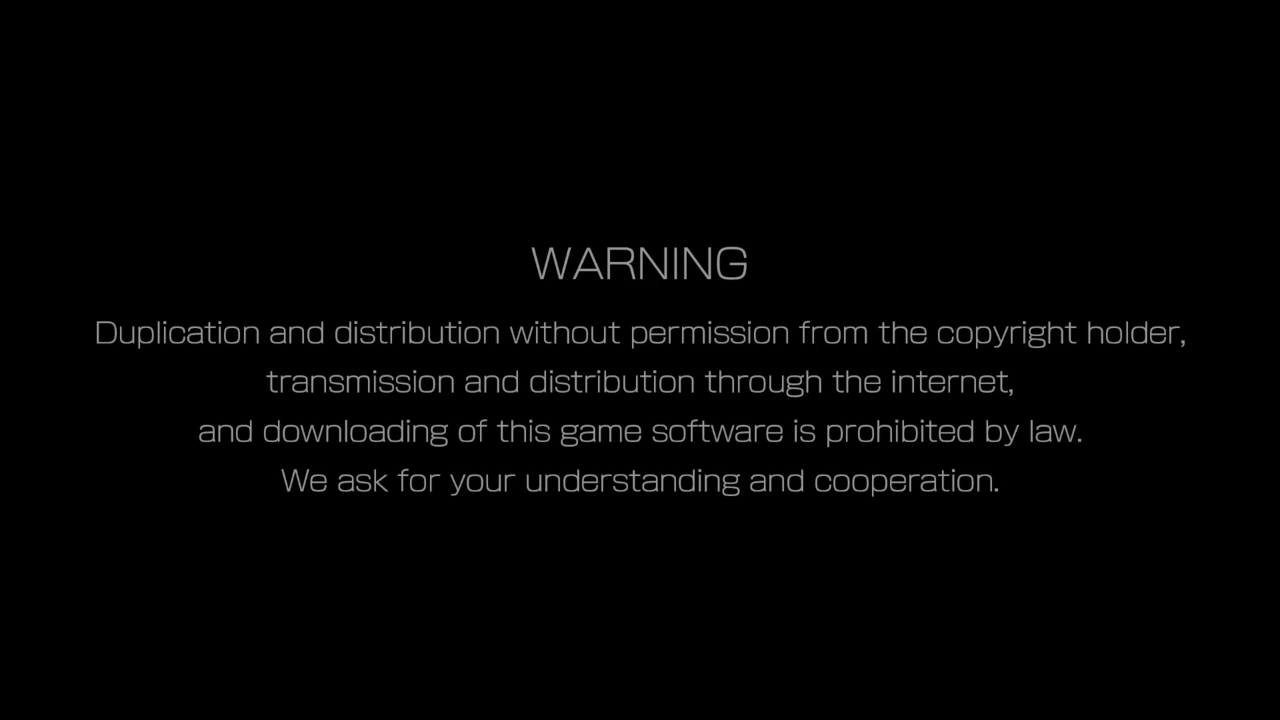 WARNING
Duplication and distribution without permission from the copyright holder,
transmission and distribution through the internet,
and downloading of this game software is prohibited by law.
We ask for your understanding and cooperation.